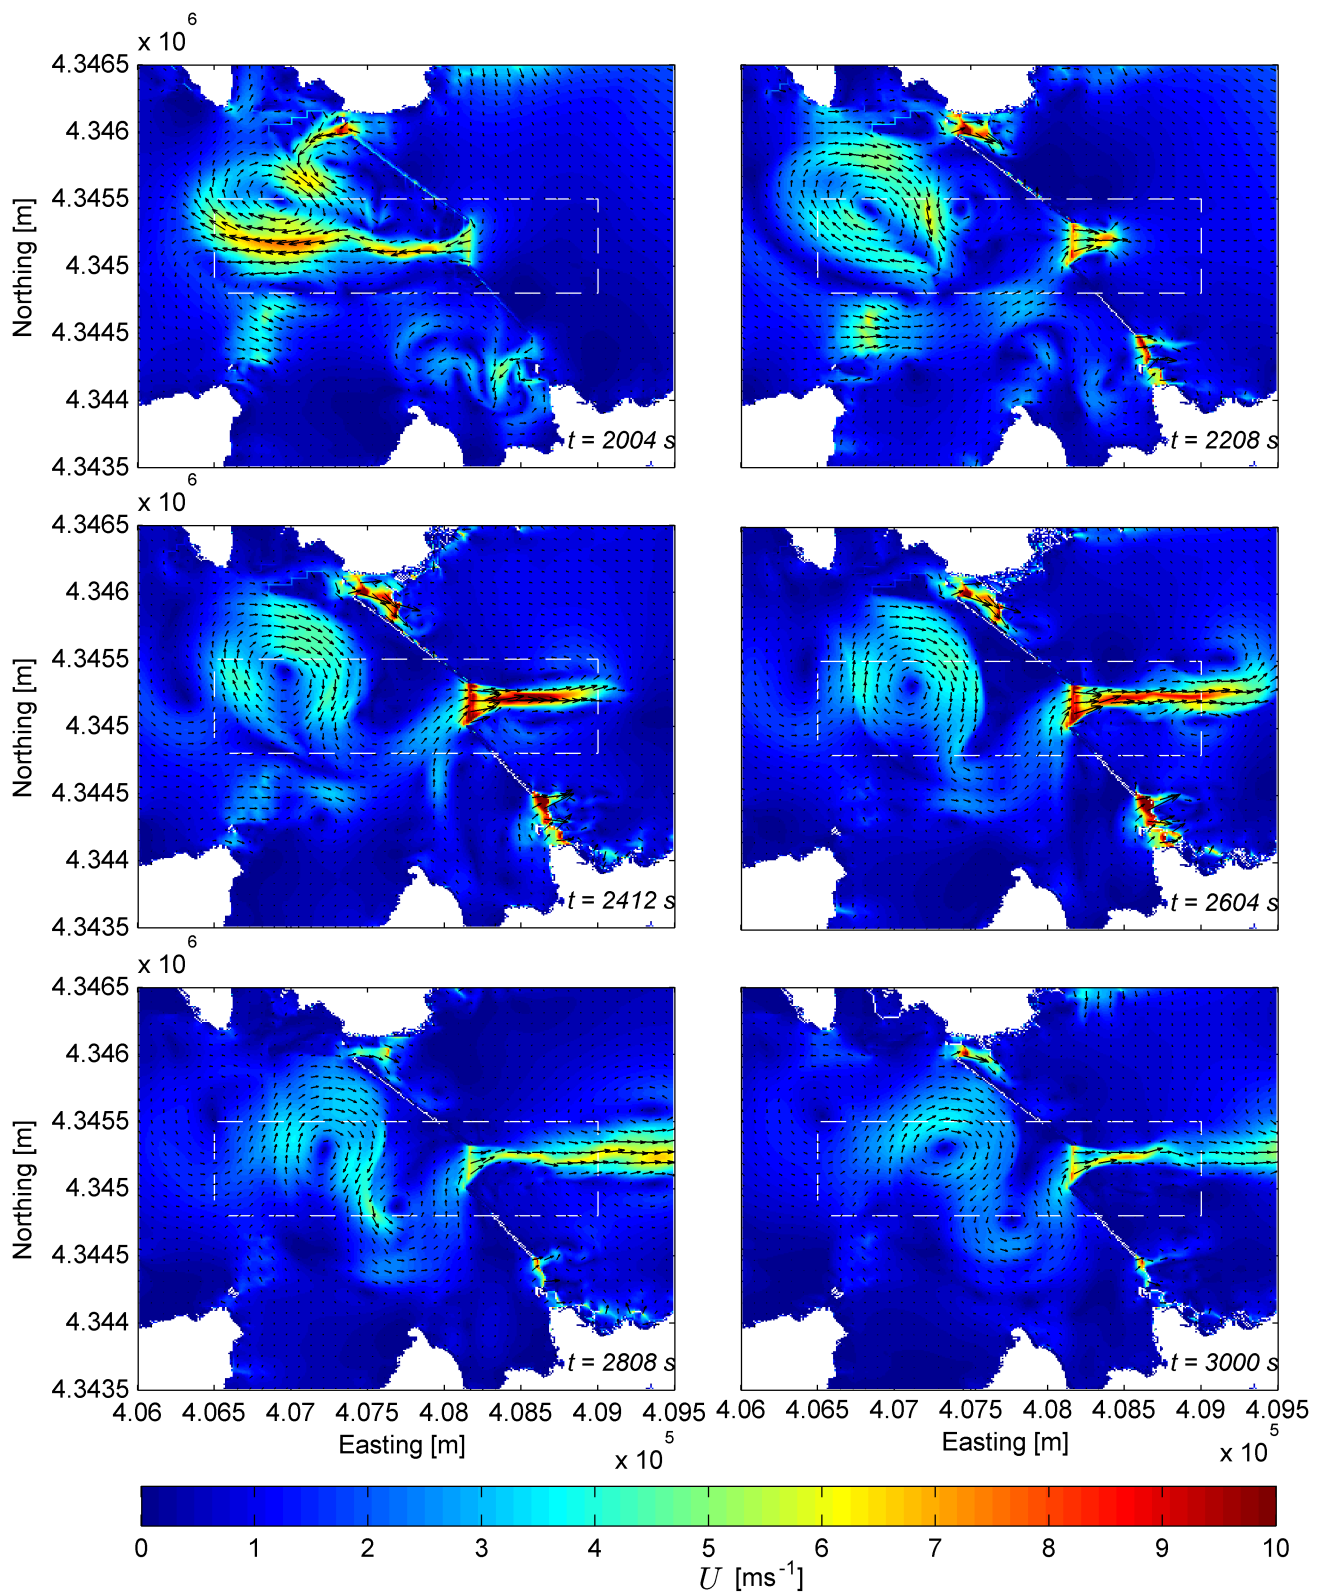 x 10 6
4.3465
4.346
4.3455
4.345
4.3445
4.344
4.3435
Northing [m]
t = 2004 s
t = 2208 s
x 10 6
4.3465
4.346
4.3455
4.345
4.3445
4.344
4.3435
Northing [m]
t = 2412 s
t = 2604 s
x 10 6
4.3465
4.346
4.3455
4.345
4.3445
4.344
4.3435
Northing [m]
t = 2808 s
t = 3000 s
4.06 4.065 4.07 4.075 4.08 4.085 4.09 4.095
Easting [m]
x 10 5
4.06 4.065 4.07 4.075 4.08 4.085 4.09 4.095
Easting [m]
x 10 5
0 1 2 3 4 5 6 7 8 9 10
U [ms-1]